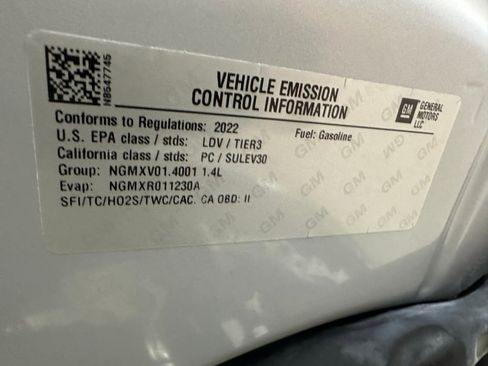 N8547745
VEHICLE EMISSION
CONTROL INFORMATION
GM
GENERAL
MOTORS
LLC
Conforms to Regulations: 2022
Fuel: Gasoline
U.S. EPA class / stds: LDV / TIER3
California class / stds: PC / SULEV30
Group: NGMXV01.4001 1.4L
Evap: NGMXR011230A
SFI/TC/HO2S/TWC/CAC. CA OBD: II